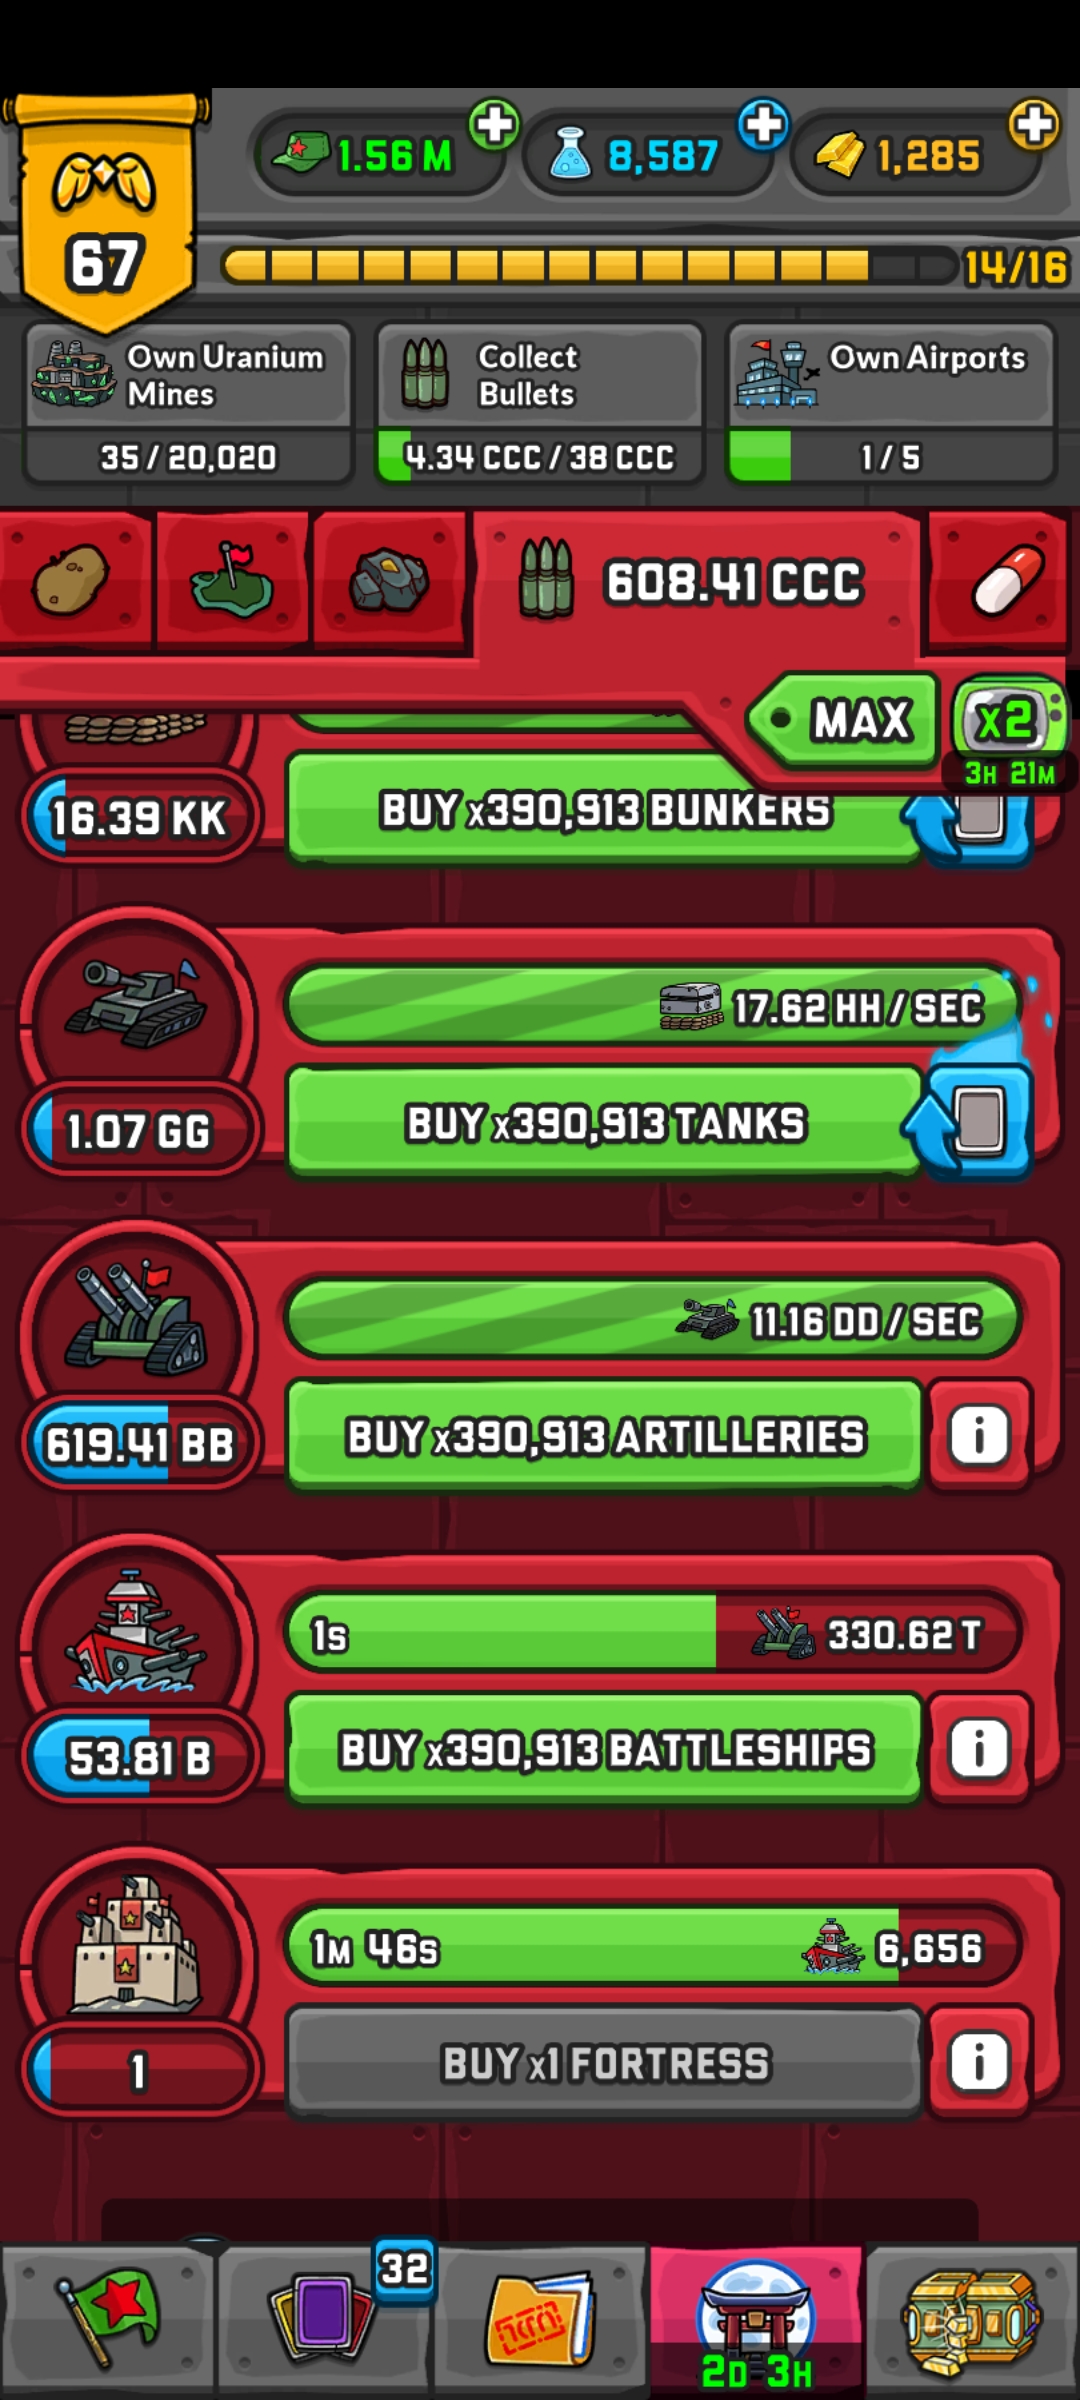 1.56 M
8,587
1,285
67
14/16
Own Uranium
Mines
35 / 20,020
Collect
Bullets
4.34 CCC / 38 CCC
Own Airports
1 / 5
608.41 CCC
MAX
x2
3H 21M
16.39 KK
BUY x390,913 BUNKERS
17.62 HH / SEC
1.07 GG
BUY x390,913 TANKS
11.16 DD / SEC
619.41 BB
BUY x390,913 ARTILLERIES
1S
330.62 T
53.81 B
BUY x390,913 BATTLESHIPS
1M 46S
6,656
1
BUY x1 FORTRESS
32
2D 3H